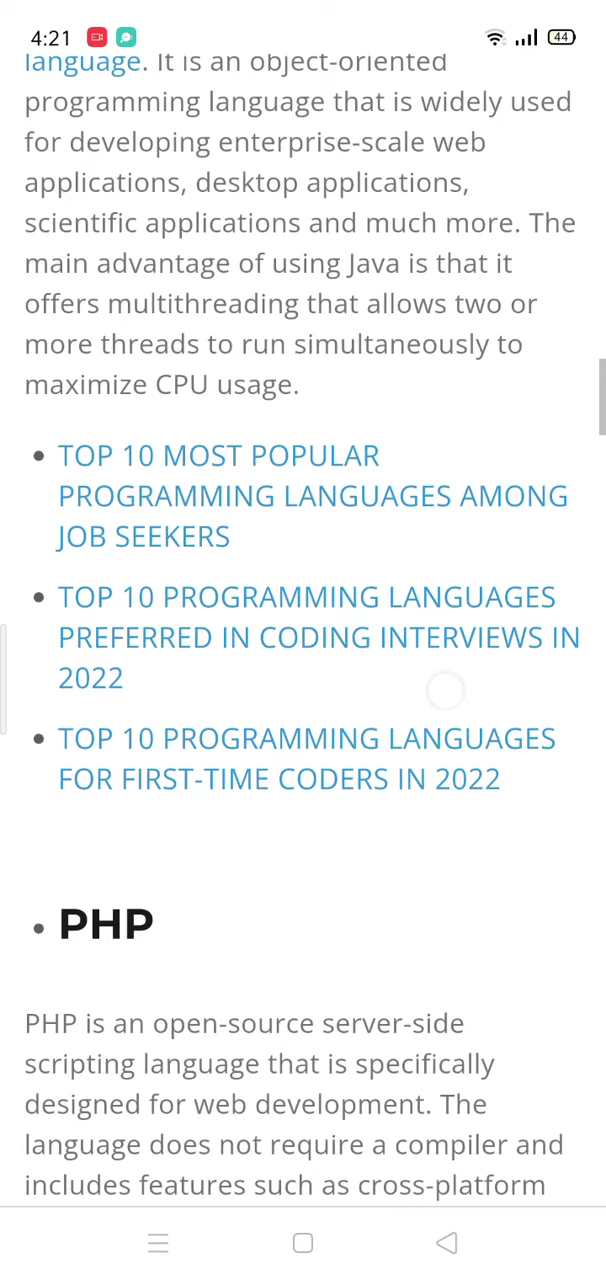 4:21
44
language. It is an object-oriented
programming language that is widely used
for developing enterprise-scale web
applications, desktop applications,
scientific applications and much more. The
main advantage of using Java is that it
offers multithreading that allows two or
more threads to run simultaneously to
maximize CPU usage.
• TOP 10 MOST POPULAR
PROGRAMMING LANGUAGES AMONG
JOB SEEKERS
• TOP 10 PROGRAMMING LANGUAGES
PREFERRED IN CODING INTERVIEWS IN
2022
• TOP 10 PROGRAMMING LANGUAGES
FOR FIRST-TIME CODERS IN 2022
• PHP
PHP is an open-source server-side
scripting language that is specifically
designed for web development. The
language does not require a compiler and
includes features such as cross-platform